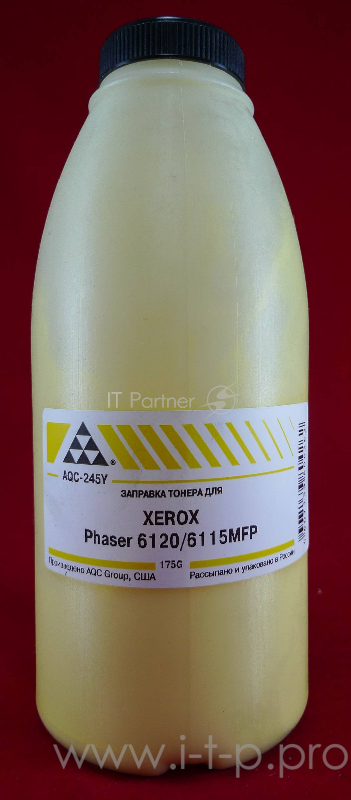 IT Partner
®
AQC-245Y
ЗАПРАВКА ТОНЕРА ДЛЯ
XEROX
Phaser 6120/6115MFP
Произведено AQC Group, США
175G
Рассыпано и упаковано в России
www.i-t-p.pro